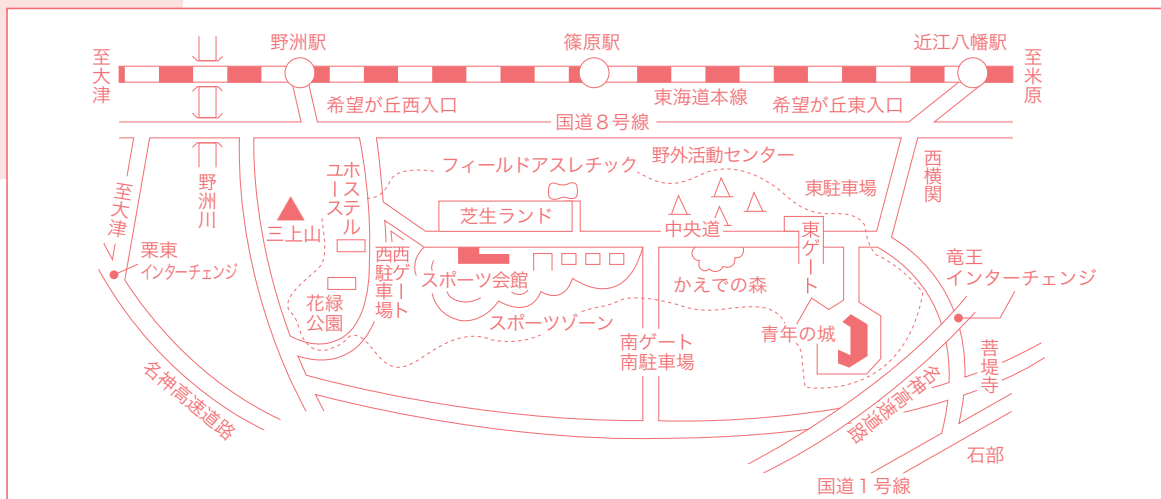 野洲駅
篠原駅
近江八幡駅
至大津
至米原
希望が丘西入口
東海道本線
希望が丘東入口
国道８号線
野洲川
至大津
栗東
インターチェンジ
三上山
ユース
ホステル
フィールドアスレチック
野外活動センター
東駐車場
西横関
芝生ランド
中央道
東ゲート
西ゲート
西駐車場
スポーツ会館
かえでの森
竜王
インターチェンジ
花緑
公園
スポーツゾーン
南ゲート
南駐車場
青年の城
菩提寺
名神高速道路
名神高速道路
石部
国道１号線